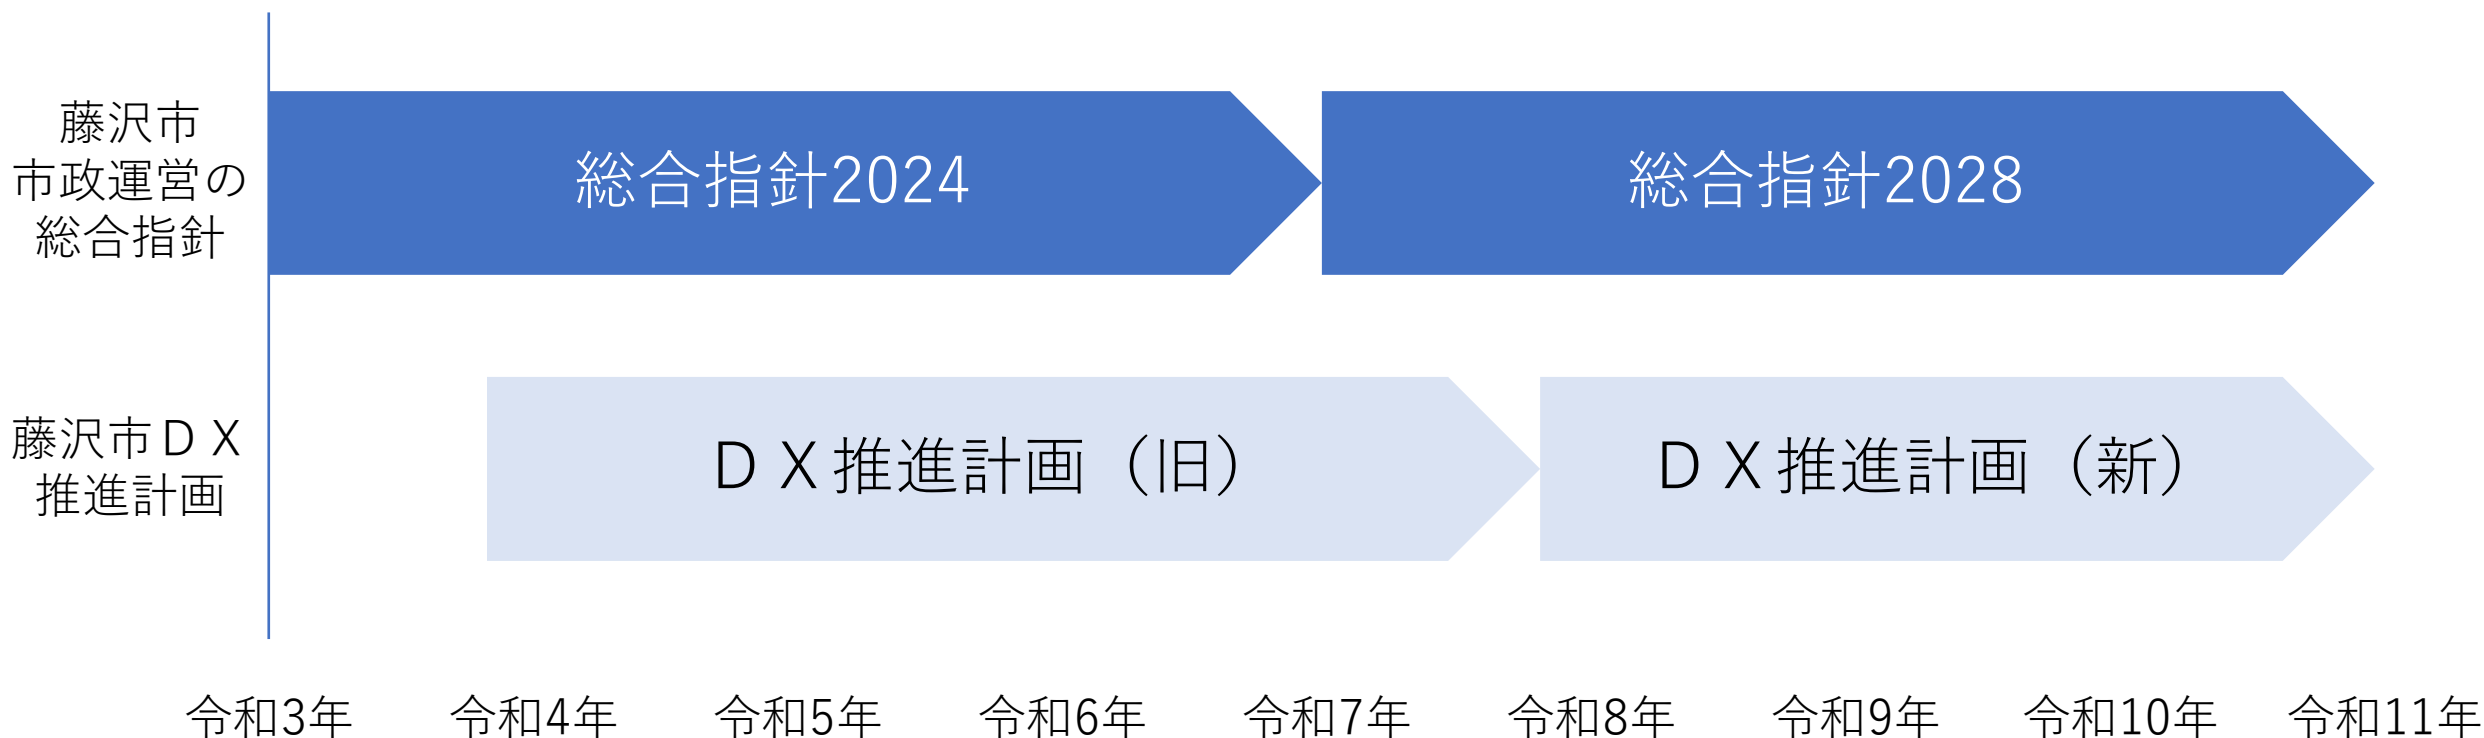 藤沢市
市政運営の
総合指針
総合指針2024
総合指針2028
藤沢市ＤＸ
推進計画
ＤＸ推進計画（旧）
ＤＸ推進計画（新）
令和3年 令和4年 令和5年 令和6年 令和7年 令和8年 令和9年 令和10年 令和11年